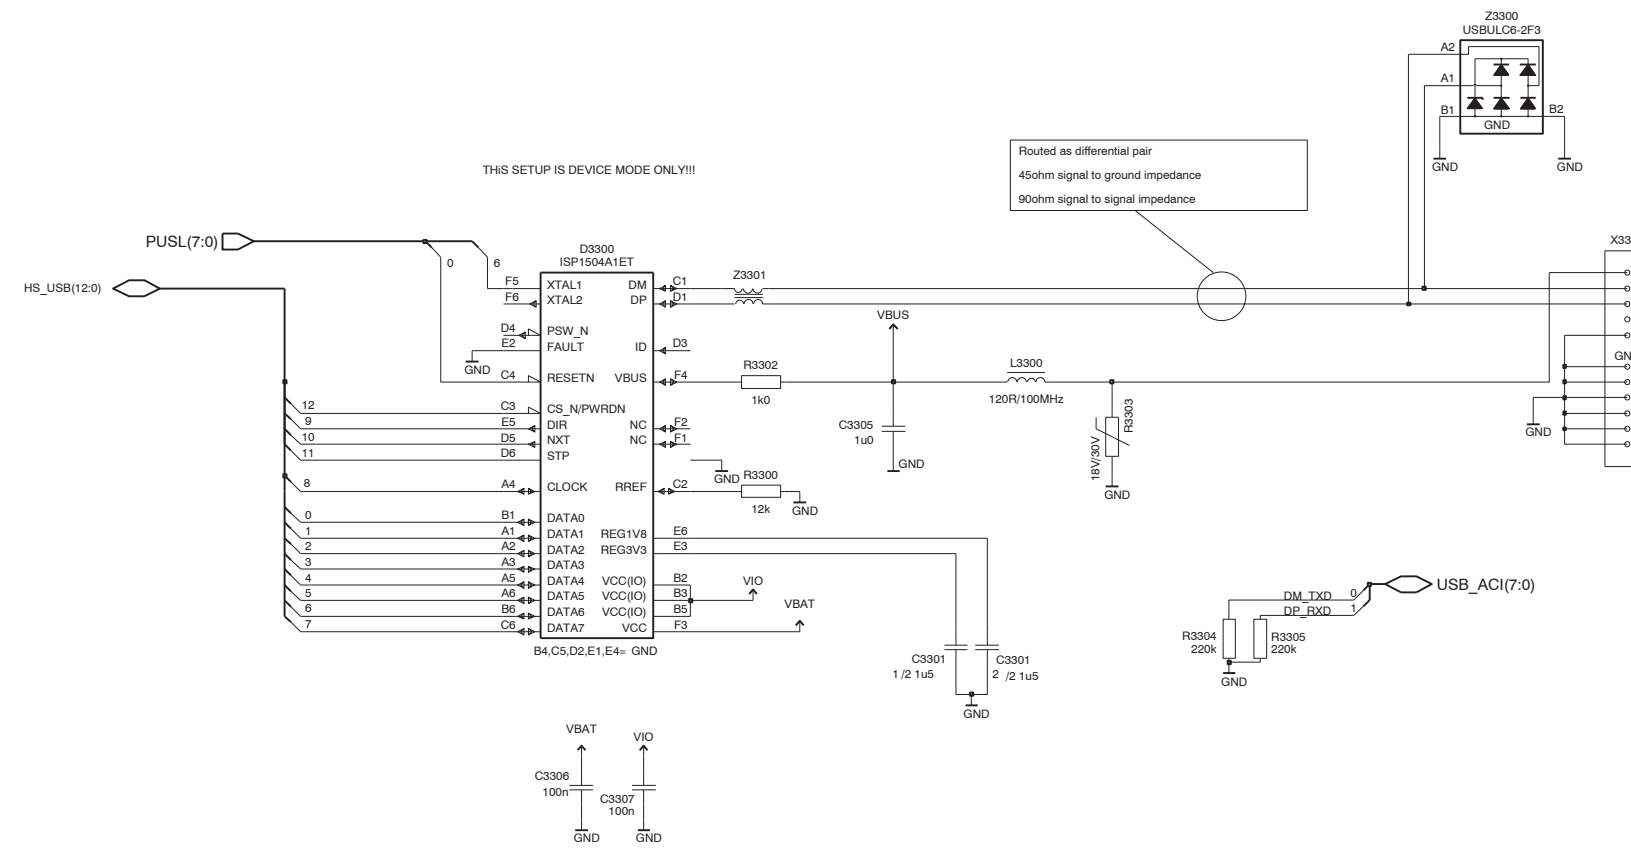 Z3300
USBULC6-2F3
A2
A1
B1
B2
GND
GND
GND
Routed as differential pair
45ohm signal to ground impedance
90ohm signal to signal impedance
THiS SETUP IS DEVICE MODE ONLY!!!
PUSL(7:0)
HS_USB(12:0)
0
6
D3300
ISP1504A1ET
F5 XTAL1
F6 XTAL2
D4 PSW_N
E2 FAULT
GND
C4 RESETN
12 C3 CS_N/PWRDN
9 E5 DIR
10 D5 NXT
11 D6 STP
8 A4 CLOCK
0 B1 DATA0
1 A1 DATA1
2 A2 DATA2
3 A3 DATA3
4 A5 DATA4
5 A6 DATA5
6 B6 DATA6
7 C6 DATA7
DM C1
DP D1
ID D3
VBUS F4
NC F2
NC F1
RREF C2
REG1V8 E6
REG3V3 E3
VCC(IO) B2
VCC(IO) B3
VCC(IO) B5
VCC F3
B4,C5,D2,E1,E4= GND
Z3301
VBUS
R3302
1k0
L3300
120R/100MHz
C3305
1u0
GND
R3303
18V/30V
GND
GND
R3300
12k
GND
VIO
VBAT
C3301
1 /2 1u5
C3301
2 /2 1u5
GND
X33
GN
GND
USB_ACI(7:0)
DM_TXD 0
DP_RXD 1
R3304
220k
R3305
220k
GND
VBAT
VIO
C3306
100n
C3307
100n
GND
GND